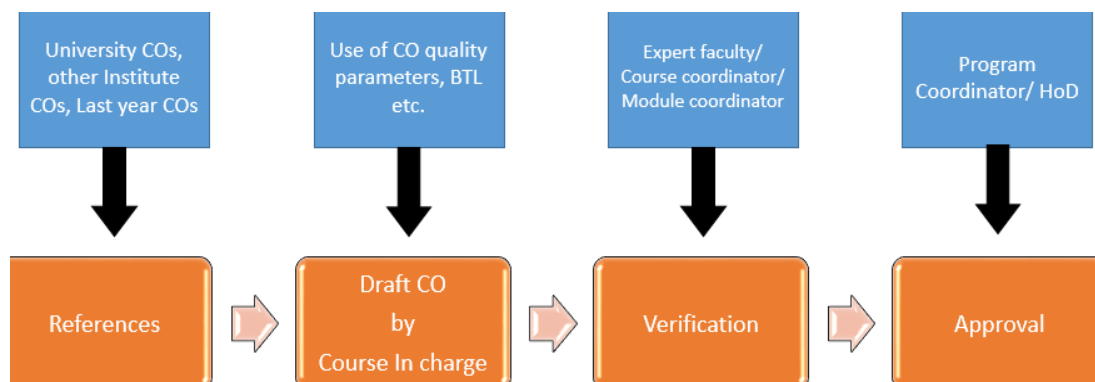 University COs,
other Institute
COs, Last year COs
Use of CO quality
parameters, BTL
etc.
Expert faculty/
Course coordinator/
Module coordinator
Program
Coordinator/ HoD
References
Draft CO
by
Course In charge
Verification
Approval